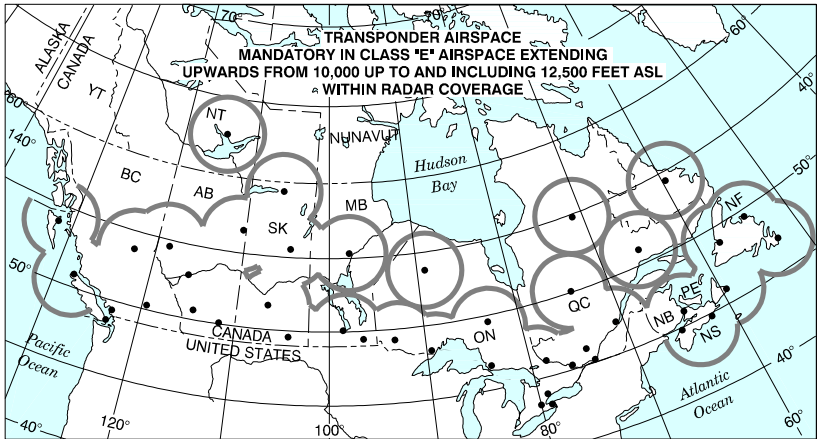 70°
70°
TRANSPONDER AIRSPACE
MANDATORY IN CLASS "E" AIRSPACE EXTENDING
UPWARDS FROM 10,000 UP TO AND INCLUDING 12,500 FEET ASL
WITHIN RADAR COVERAGE
60°
40°
ALASKA
CANADA
YT
60°
140°
NT
NUNAVUT
Hudson
Bay
50°
BC
AB
SK
MB
NF
50°
QC
PE
NB
NS
ON
CANADA
UNITED STATES
Pacific
Ocean
Atlantic
Ocean
40°
40°
120°
100°
80°
60°